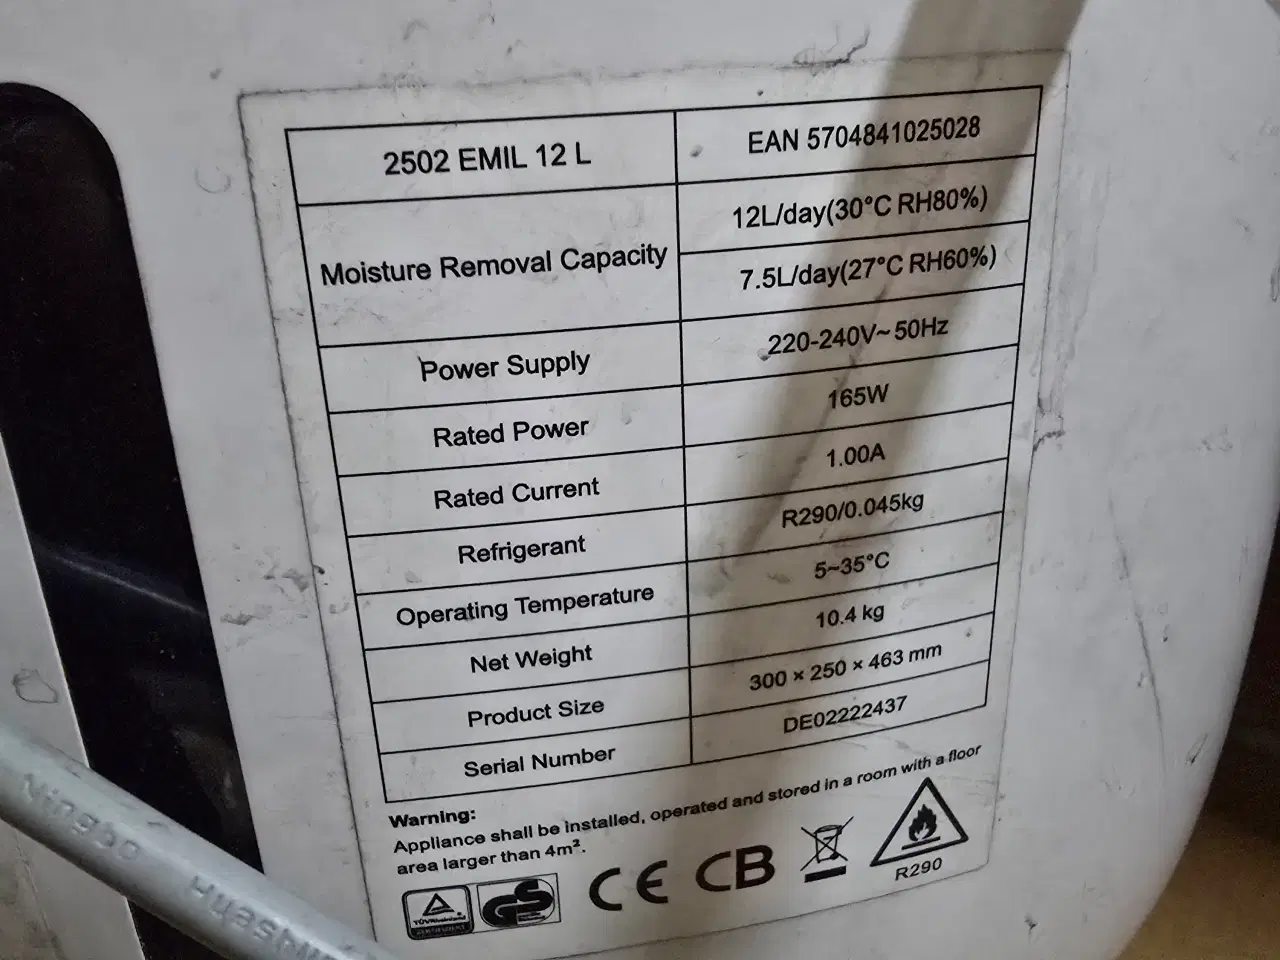 2502 EMIL 12 L
EAN 5704841025028
Moisture Removal Capacity
12L/day(30°C RH80%)
7.5L/day(27°C RH60%)
Power Supply
220-240V~ 50Hz
Rated Power
165W
Rated Current
1.00A
Refrigerant
R290/0.045kg
Operating Temperature
5~35°C
Net Weight
10.4 kg
Product Size
300 × 250 × 463 mm
Serial Number
DE02222437
Warning:
Appliance shall be installed, operated and stored in a room with a floor
area larger than 4m².
TÜVRheinland
GS
CE CB
R290
Ningbo